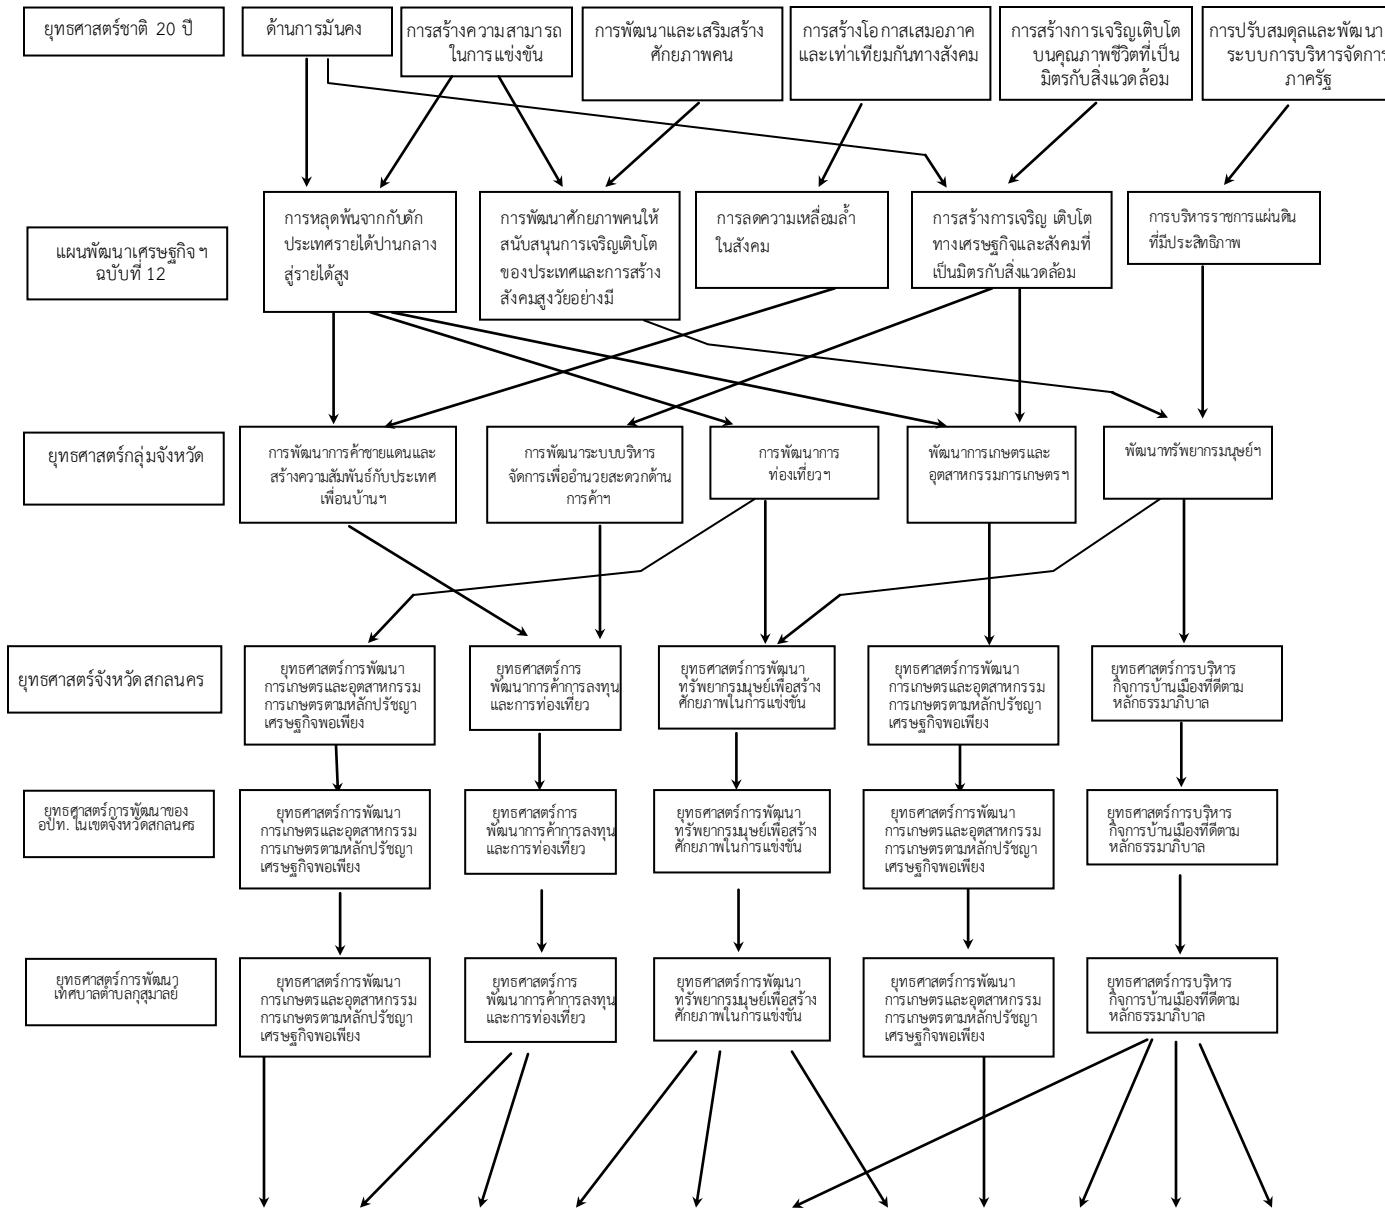 ยุทธศาสตร์ชาติ 20 ปี
ด้านการมั่นคง
การสร้างความสามารถ
ในการแข่งขัน
การพัฒนาและเสริมสร้าง
ศักยภาพคน
การสร้างโอกาสเสมอภาค
และเท่าเทียมกันทางสังคม
การสร้างการเจริญเติบโต
บนคุณภาพชีวิตที่เป็น
มิตรกับสิ่งแวดล้อม
การปรับสมดุลและพัฒนา
ระบบการบริหารจัดการ
ภาครัฐ
แผนพัฒนาเศรษฐกิจฯ
ฉบับที่ 12
การหลุดพ้นจากกับดัก
ประเทศรายได้ปานกลาง
สู่รายได้สูง
การพัฒนาศักยภาพคนให้
สนับสนุนการเจริญเติบโต
ของประเทศและการสร้าง
สังคมสูงวัยอย่างมี
การลดความเหลื่อมล้ำ
ในสังคม
การสร้างการเจริญ เติบโต
ทางเศรษฐกิจและสังคมที่
เป็นมิตรกับสิ่งแวดล้อม
การบริหารราชการแผ่นดิน
ที่มีประสิทธิภาพ
ยุทธศาสตร์กลุ่มจังหวัด
การพัฒนาการค้าชายแดนและ
สร้างความสัมพันธ์กับประเทศ
เพื่อนบ้านฯ
การพัฒนาระบบบริหาร
จัดการเพื่ออำนวยสะดวกด้าน
การค้าฯ
การพัฒนาการ
ท่องเที่ยวฯ
พัฒนาการเกษตรและ
อุตสาหกรรมการเกษตรฯ
พัฒนาทรัพยากรมนุษย์ฯ
ยุทธศาสตร์จังหวัดสกลนคร
ยุทธศาสตร์การพัฒนา
การเกษตรและอุตสาหกรรม
การเกษตรตามหลักปรัชญา
เศรษฐกิจพอเพียง
ยุทธศาสตร์การ
พัฒนาการค้าการลงทุน
และการท่องเที่ยว
ยุทธศาสตร์การพัฒนา
ทรัพยากรมนุษย์เพื่อสร้าง
ศักยภาพในการแข่งขัน
ยุทธศาสตร์การพัฒนา
การเกษตรและอุตสาหกรรม
การเกษตรตามหลักปรัชญา
เศรษฐกิจพอเพียง
ยุทธศาสตร์การบริหาร
กิจการบ้านเมืองที่ดีตาม
หลักธรรมาภิบาล
ยุทธศาสตร์การพัฒนาของ
อปท. ในเขตจังหวัดสกลนคร
ยุทธศาสตร์การพัฒนา
การเกษตรและอุตสาหกรรม
การเกษตรตามหลักปรัชญา
เศรษฐกิจพอเพียง
ยุทธศาสตร์การ
พัฒนาการค้าการลงทุน
และการท่องเที่ยว
ยุทธศาสตร์การพัฒนา
ทรัพยากรมนุษย์เพื่อสร้าง
ศักยภาพในการแข่งขัน
ยุทธศาสตร์การพัฒนา
การเกษตรและอุตสาหกรรม
การเกษตรตามหลักปรัชญา
เศรษฐกิจพอเพียง
ยุทธศาสตร์การบริหาร
กิจการบ้านเมืองที่ดีตาม
หลักธรรมาภิบาล
ยุทธศาสตร์การพัฒนา
เทศบาลตำบลกุสุมาลย์
ยุทธศาสตร์การพัฒนา
การเกษตรและอุตสาหกรรม
การเกษตรตามหลักปรัชญา
เศรษฐกิจพอเพียง
ยุทธศาสตร์การ
พัฒนาการค้าการลงทุน
และการท่องเที่ยว
ยุทธศาสตร์การพัฒนา
ทรัพยากรมนุษย์เพื่อสร้าง
ศักยภาพในการแข่งขัน
ยุทธศาสตร์การพัฒนา
การเกษตรและอุตสาหกรรม
การเกษตรตามหลักปรัชญา
เศรษฐกิจพอเพียง
ยุทธศาสตร์การบริหาร
กิจการบ้านเมืองที่ดีตาม
หลักธรรมาภิบาล